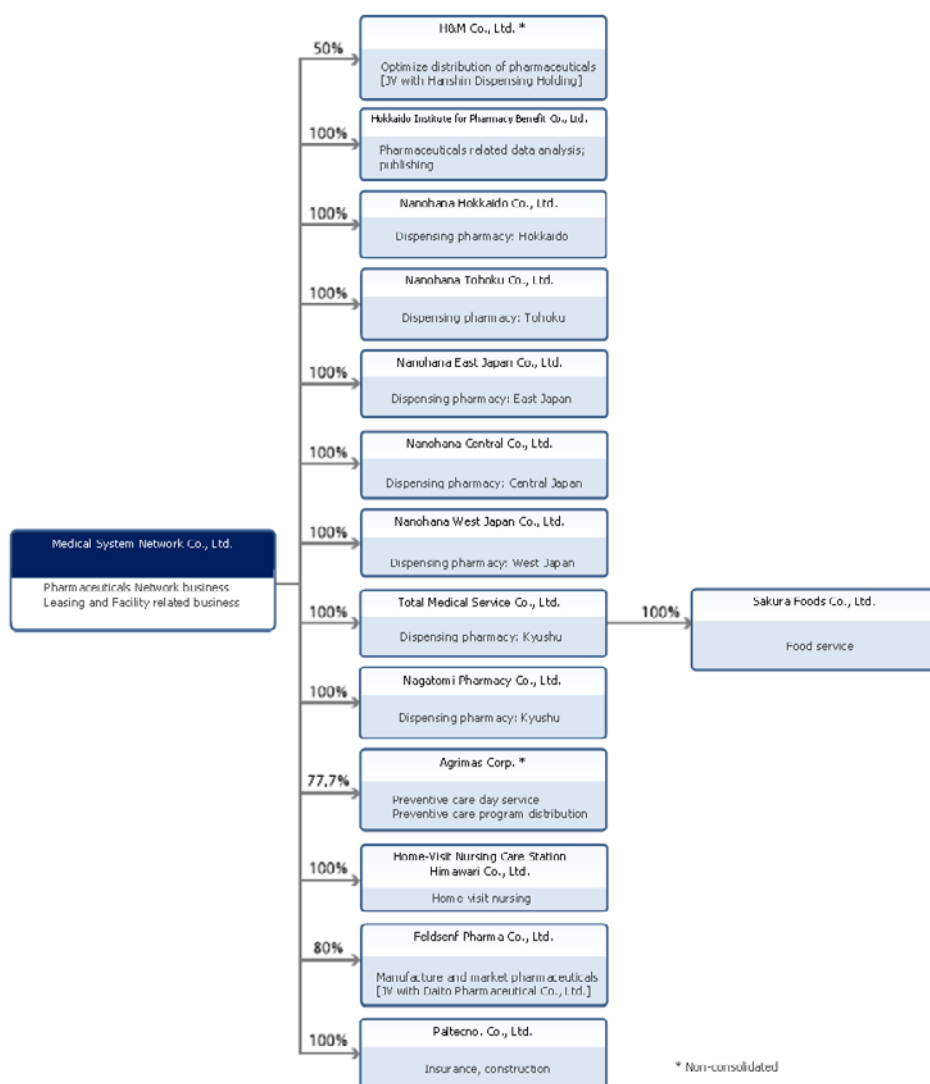 H&M Co., Ltd. *
50%
Optimize distribution of pharmaceuticals
[JV with Hanshin Dispensing Holding]
Hokkaido Institute for Pharmacy Benefit Co., Ltd.
100%
Pharmaceuticals related data analysis;
publishing
Nanohana Hokkaido Co., Ltd.
100%
Dispensing pharmacy: Hokkaido
Nanohana Tohoku Co., Ltd.
100%
Dispensing pharmacy: Tohoku
Nanohana East Japan Co., Ltd.
100%
Dispensing pharmacy: East Japan
Nanohana Central Co., Ltd.
100%
Dispensing pharmacy: Central Japan
Nanohana West Japan Co., Ltd.
100%
Dispensing pharmacy: West Japan
Medical System Network Co., Ltd.
Pharmaceuticals Network business
Leasing and Facility related business
Total Medical Service Co., Ltd.
100%
Dispensing pharmacy: Kyushu
100%
Sakura Foods Co., Ltd.
Food service
Nagatomi Pharmacy Co., Ltd.
100%
Dispensing pharmacy: Kyushu
Agrimas Corp. *
77.7%
Preventive care day service
Preventive care program distribution
Home-Visit Nursing Care Station
Himawari Co., Ltd.
100%
Home visit nursing
Feldsenf Pharma Co., Ltd.
80%
Manufacture and market pharmaceuticals
[JV with Daito Pharmaceutical Co., Ltd.]
Paltecno. Co., Ltd.
100%
Insurance, construction
* Non-consolidated